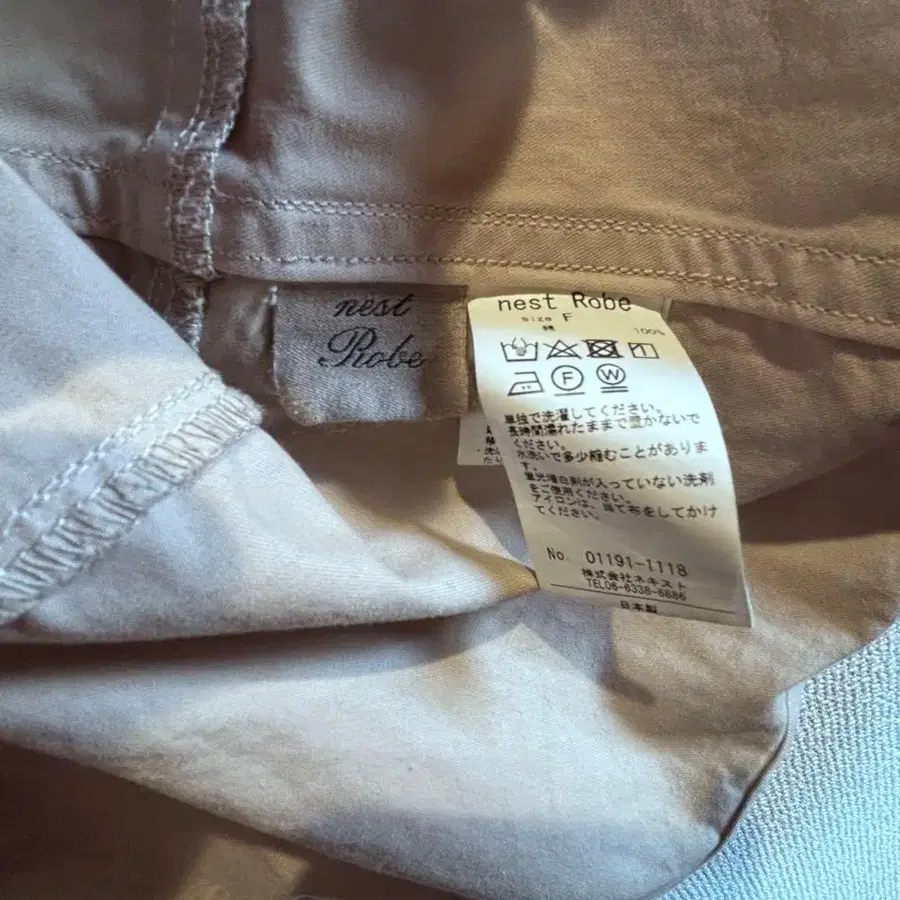 nest
Robe
nest Robe
size F
綿 100%
F W
単独で洗濯してください。
長時間濡れたままで置かないで
ください。
水洗いで多少縮むことがありま
す。
蛍光増白剤が入っていない洗剤
をご使用ください。
アイロンは、当て布をしてかけ
てください。
No. 01191-1118
株式会社ネキスト
TEL06-6338-6686
日本製